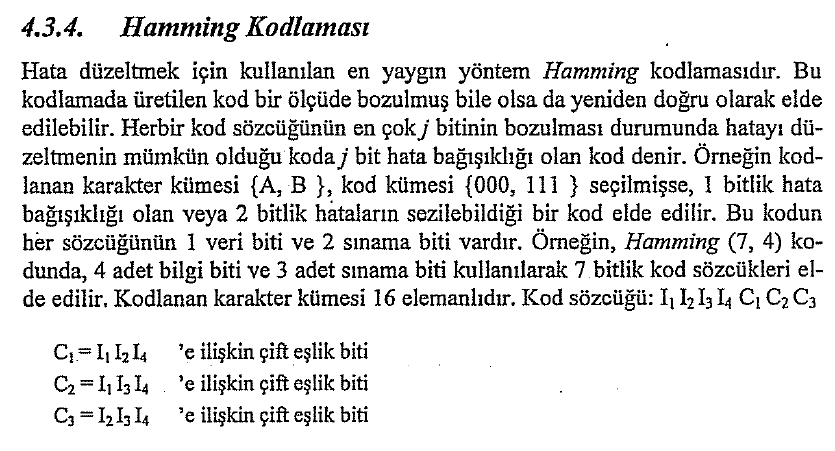 4.3.4. Hamming Kodlaması
Hata düzeltmek için kullanılan en yaygın yöntem Hamming kodlamasıdır. Bu
kodlamada üretilen kod bir ölçüde bozulmuş bile olsa da yeniden doğru olarak elde
edilebilir. Herbir kod sözcüğünün en çok j bitinin bozulması durumunda hatayı dü-
zeltmenin mümkün olduğu koda j bit hata bağışıklığı olan kod denir. Örneğin kod-
lanan karakter kümesi {A, B }, kod kümesi {000, 111 } seçilmişse, 1 bitlik hata
bağışıklığı olan veya 2 bitlik hataların sezilebildiği bir kod elde edilir. Bu kodun
her sözcüğünün 1 veri biti ve 2 sınama biti vardır. Örneğin, Hamming (7, 4) ko-
dunda, 4 adet bilgi biti ve 3 adet sınama biti kullanılarak 7 bitlik kod sözcükleri el-
de edilir. Kodlanan karakter kümesi 16 elemanlıdır. Kod sözcüğü: I₁ I₂ I₃ I₄ C₁ C₂ C₃
C₁ = I₁ I₂ I₄ 'e ilişkin çift eşlik biti
C₂ = I₁ I₃ I₄ 'e ilişkin çift eşlik biti
C₃ = I₂ I₃ I₄ 'e ilişkin çift eşlik biti